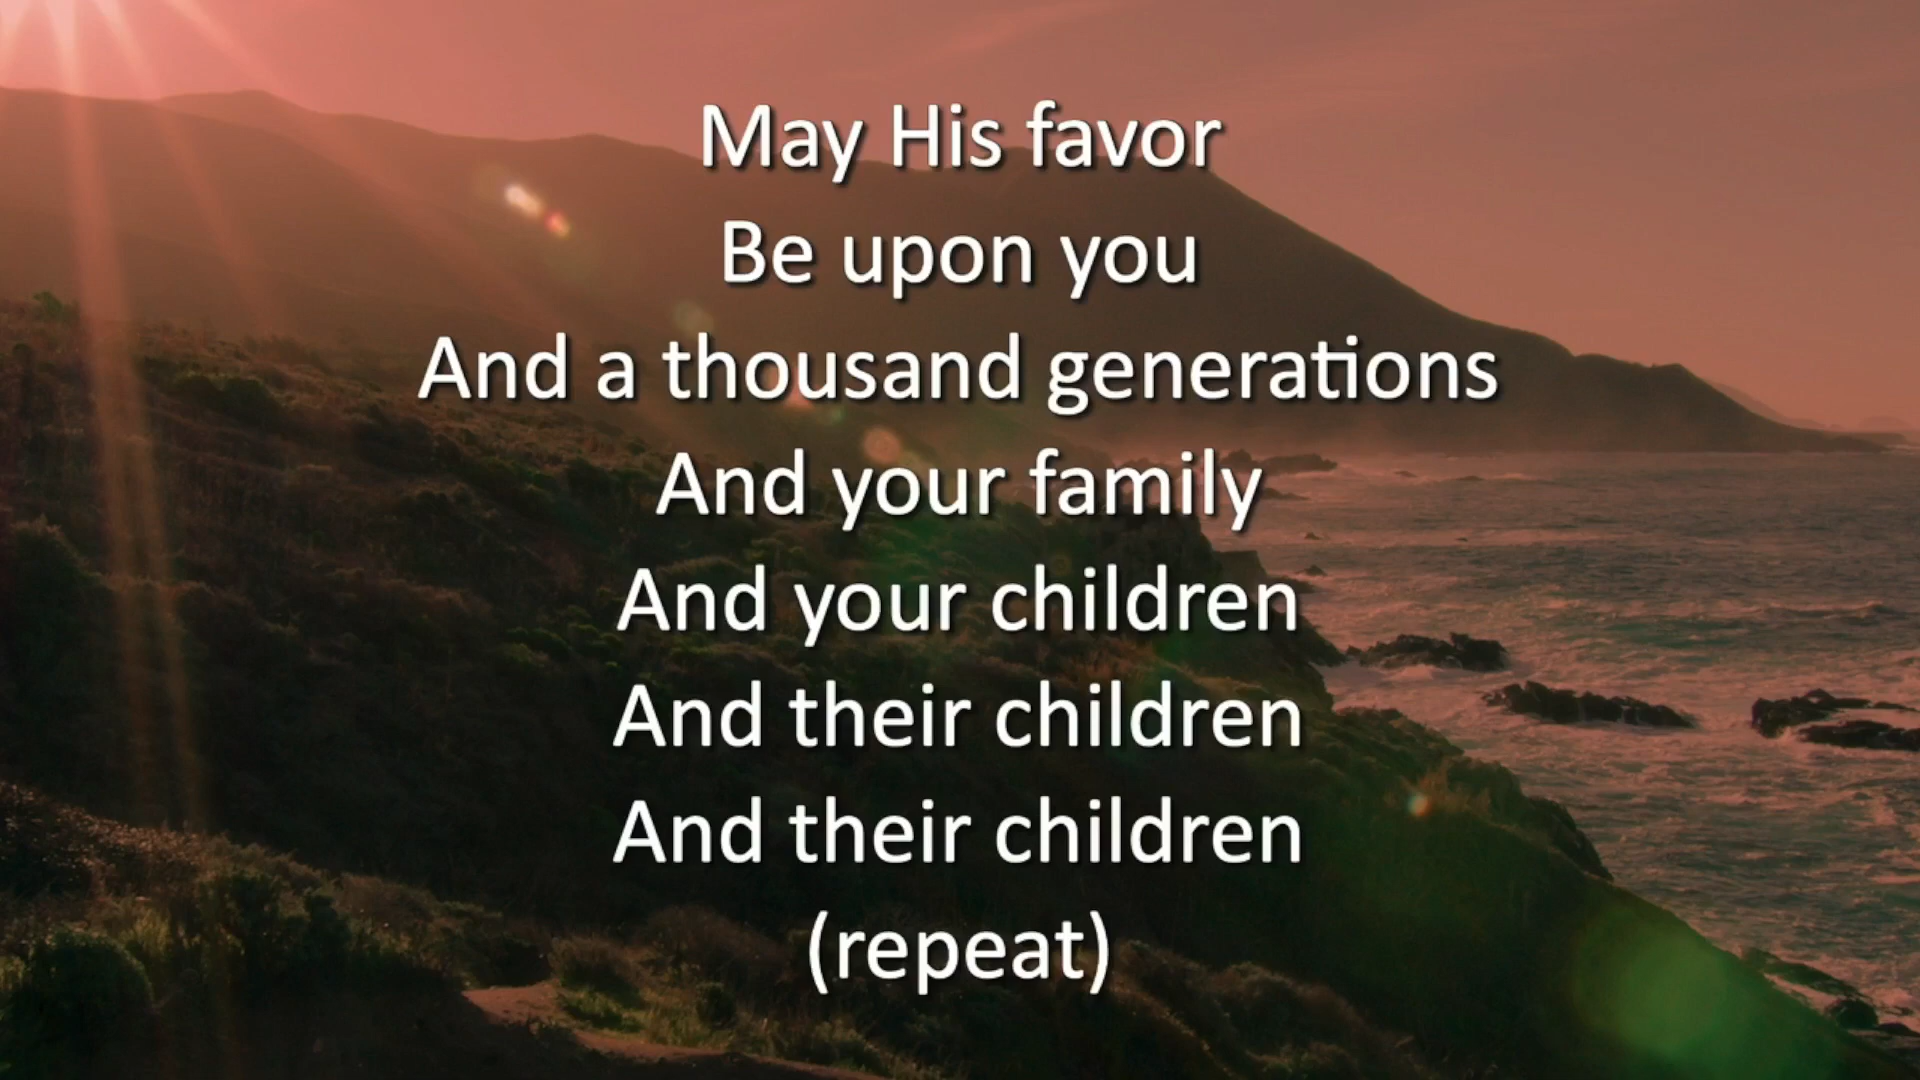 May His favor
Be upon you
And a thousand generations
And your family
And your children
And their children
And their children
(repeat)